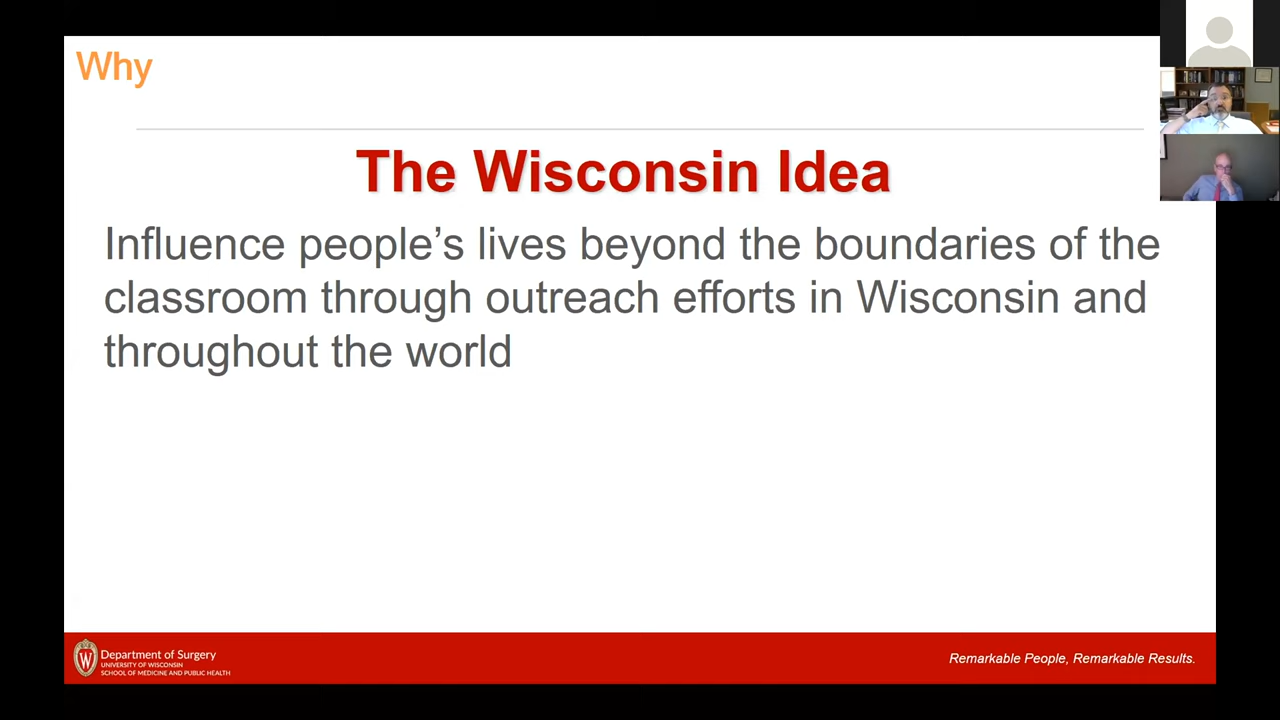 Why
The Wisconsin Idea
Influence people’s lives beyond the boundaries of the
classroom through outreach efforts in Wisconsin and
throughout the world
W
Department of Surgery
UNIVERSITY OF WISCONSIN
SCHOOL OF MEDICINE AND PUBLIC HEALTH
Remarkable People, Remarkable Results.